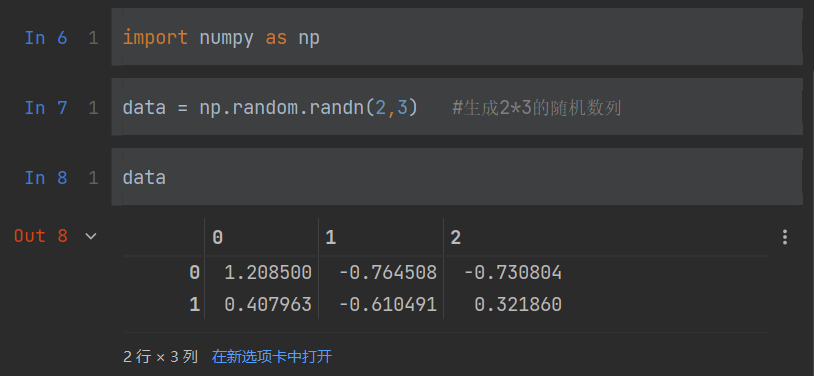 In 6 1 import numpy as np
In 7 1 data = np.random.randn(2,3) #生成2*3的随机数列
In 8 1 data
Out 8 0 1 2
0 1.208500 -0.764508 -0.730804
1 0.407963 -0.610491 0.321860
2 行 × 3 列 在新选项卡中打开